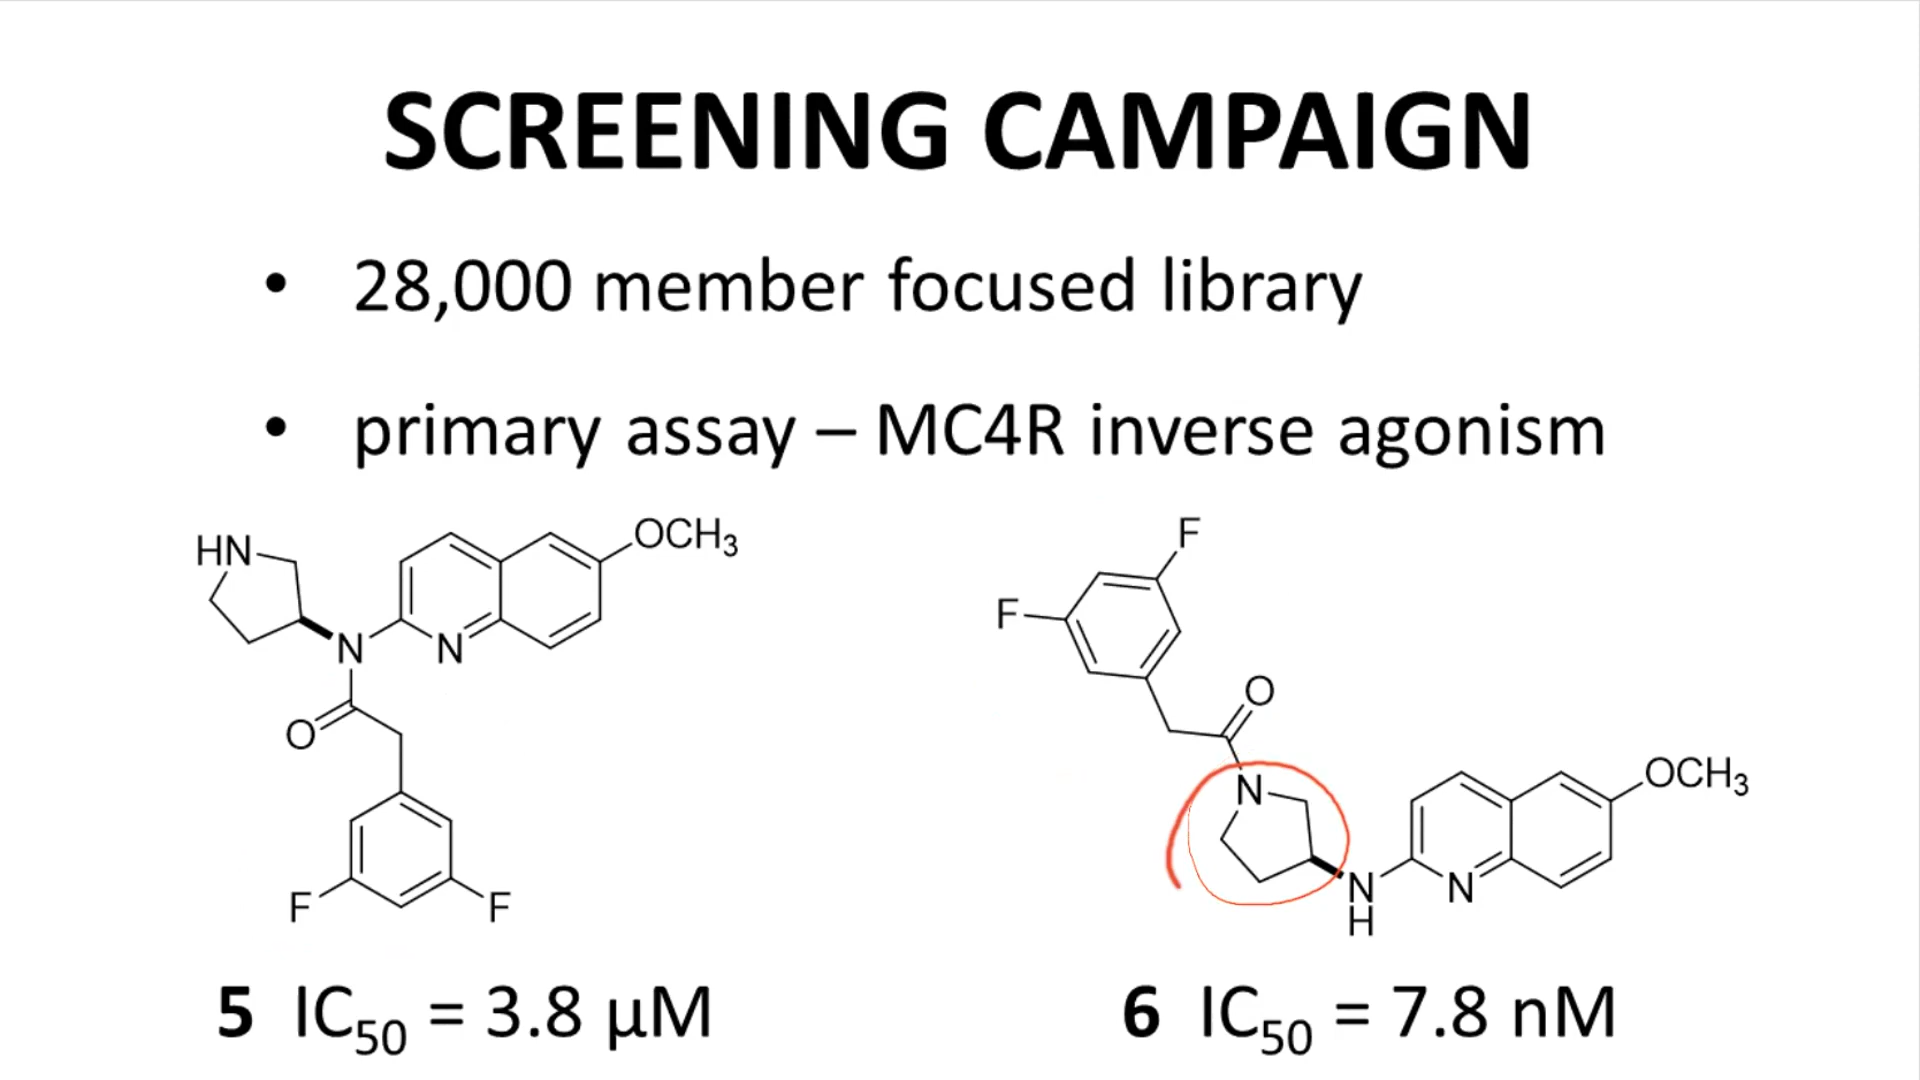 SCREENING CAMPAIGN
• 28,000 member focused library
• primary assay – MC4R inverse agonism
HN
OCH3
N
N
O
F
F
F
F
O
N
OCH3
N
H
N
5 IC50 = 3.8 µM
6 IC50 = 7.8 nM